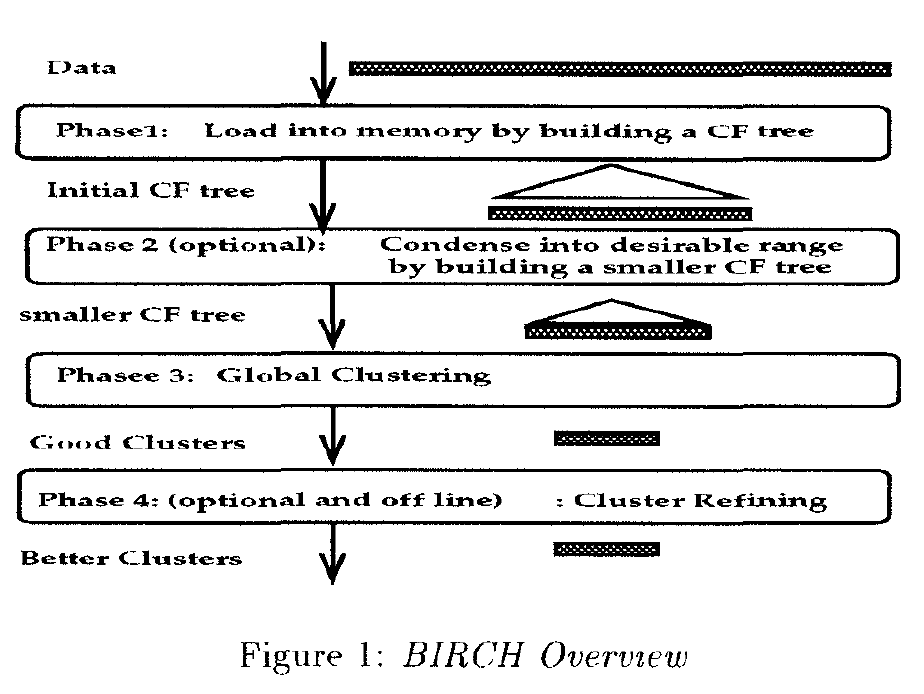 Data
Phase1: Load into memory by building a CF tree
Initial CF tree
Phase 2 (optional): Condense into desirable range
by building a smaller CF tree
smaller CF tree
Phasee 3: Global Clustering
Good Clusters
Phase 4: (optional and off line) : Cluster Refining
Better Clusters
Figure 1: BIRCH Overview